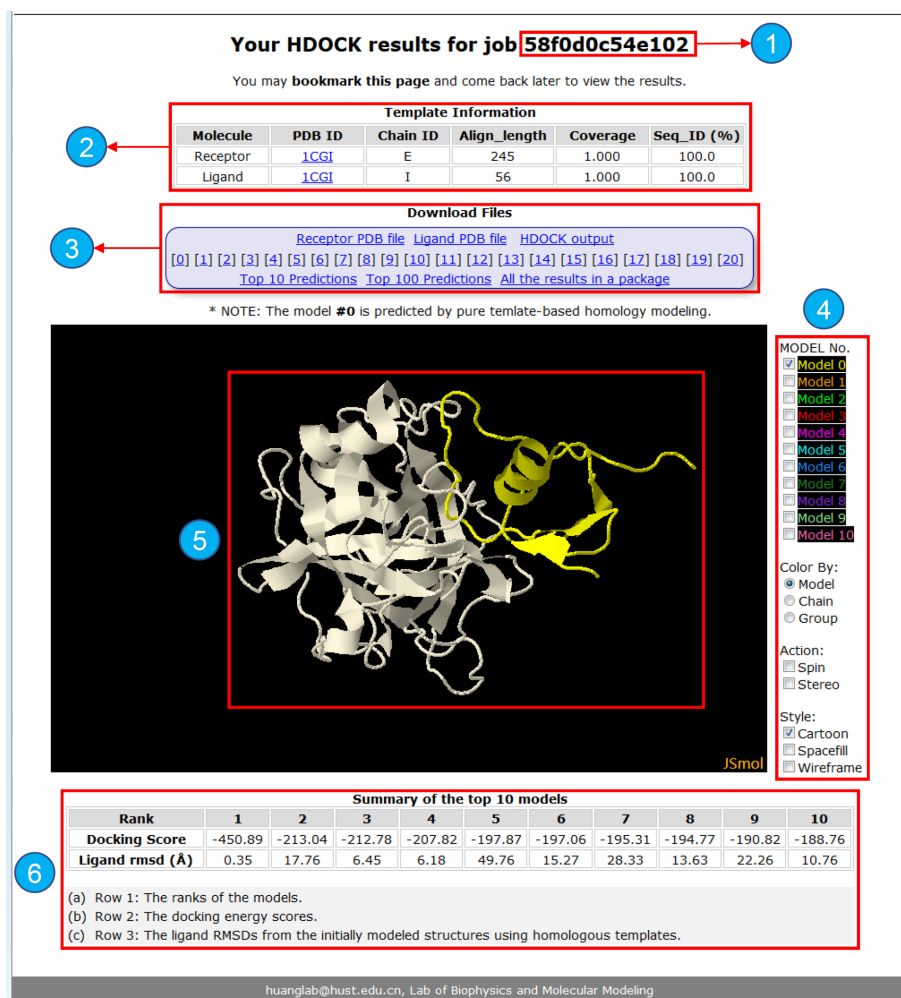 Your HDOCK results for job 58f0d0c54e102
1
You may bookmark this page and come back later to view the results.
2
Template Information
Molecule PDB ID Chain ID Align_length Coverage Seq_ID (%)
Receptor 1CGI E 245 1.000 100.0
Ligand 1CGI I 56 1.000 100.0
3
Download Files
Receptor PDB file Ligand PDB file HDOCK output
[0] [1] [2] [3] [4] [5] [6] [7] [8] [9] [10] [11] [12] [13] [14] [15] [16] [17] [18] [19] [20]
Top 10 Predictions Top 100 Predictions All the results in a package
* NOTE: The model #0 is predicted by pure temlate-based homology modeling.
4
MODEL No.
Model 0
Model 1
Model 2
Model 3
Model 4
Model 5
Model 6
Model 7
Model 8
Model 9
Model 10
Color By:
Model
Chain
Group
Action:
Spin
Stereo
Style:
Cartoon
Spacefill
Wireframe
5
JSmol
6
Summary of the top 10 models
Rank 1 2 3 4 5 6 7 8 9 10
Docking Score -450.89 -213.04 -212.78 -207.82 -197.87 -197.06 -195.31 -194.77 -190.82 -188.76
Ligand rmsd (Å) 0.35 17.76 6.45 6.18 49.76 15.27 28.33 13.63 22.26 10.76
(a) Row 1: The ranks of the models.
(b) Row 2: The docking energy scores.
(c) Row 3: The ligand RMSDs from the initially modeled structures using homologous templates.
huanglab@hust.edu.cn, Lab of Biophysics and Molecular Modeling